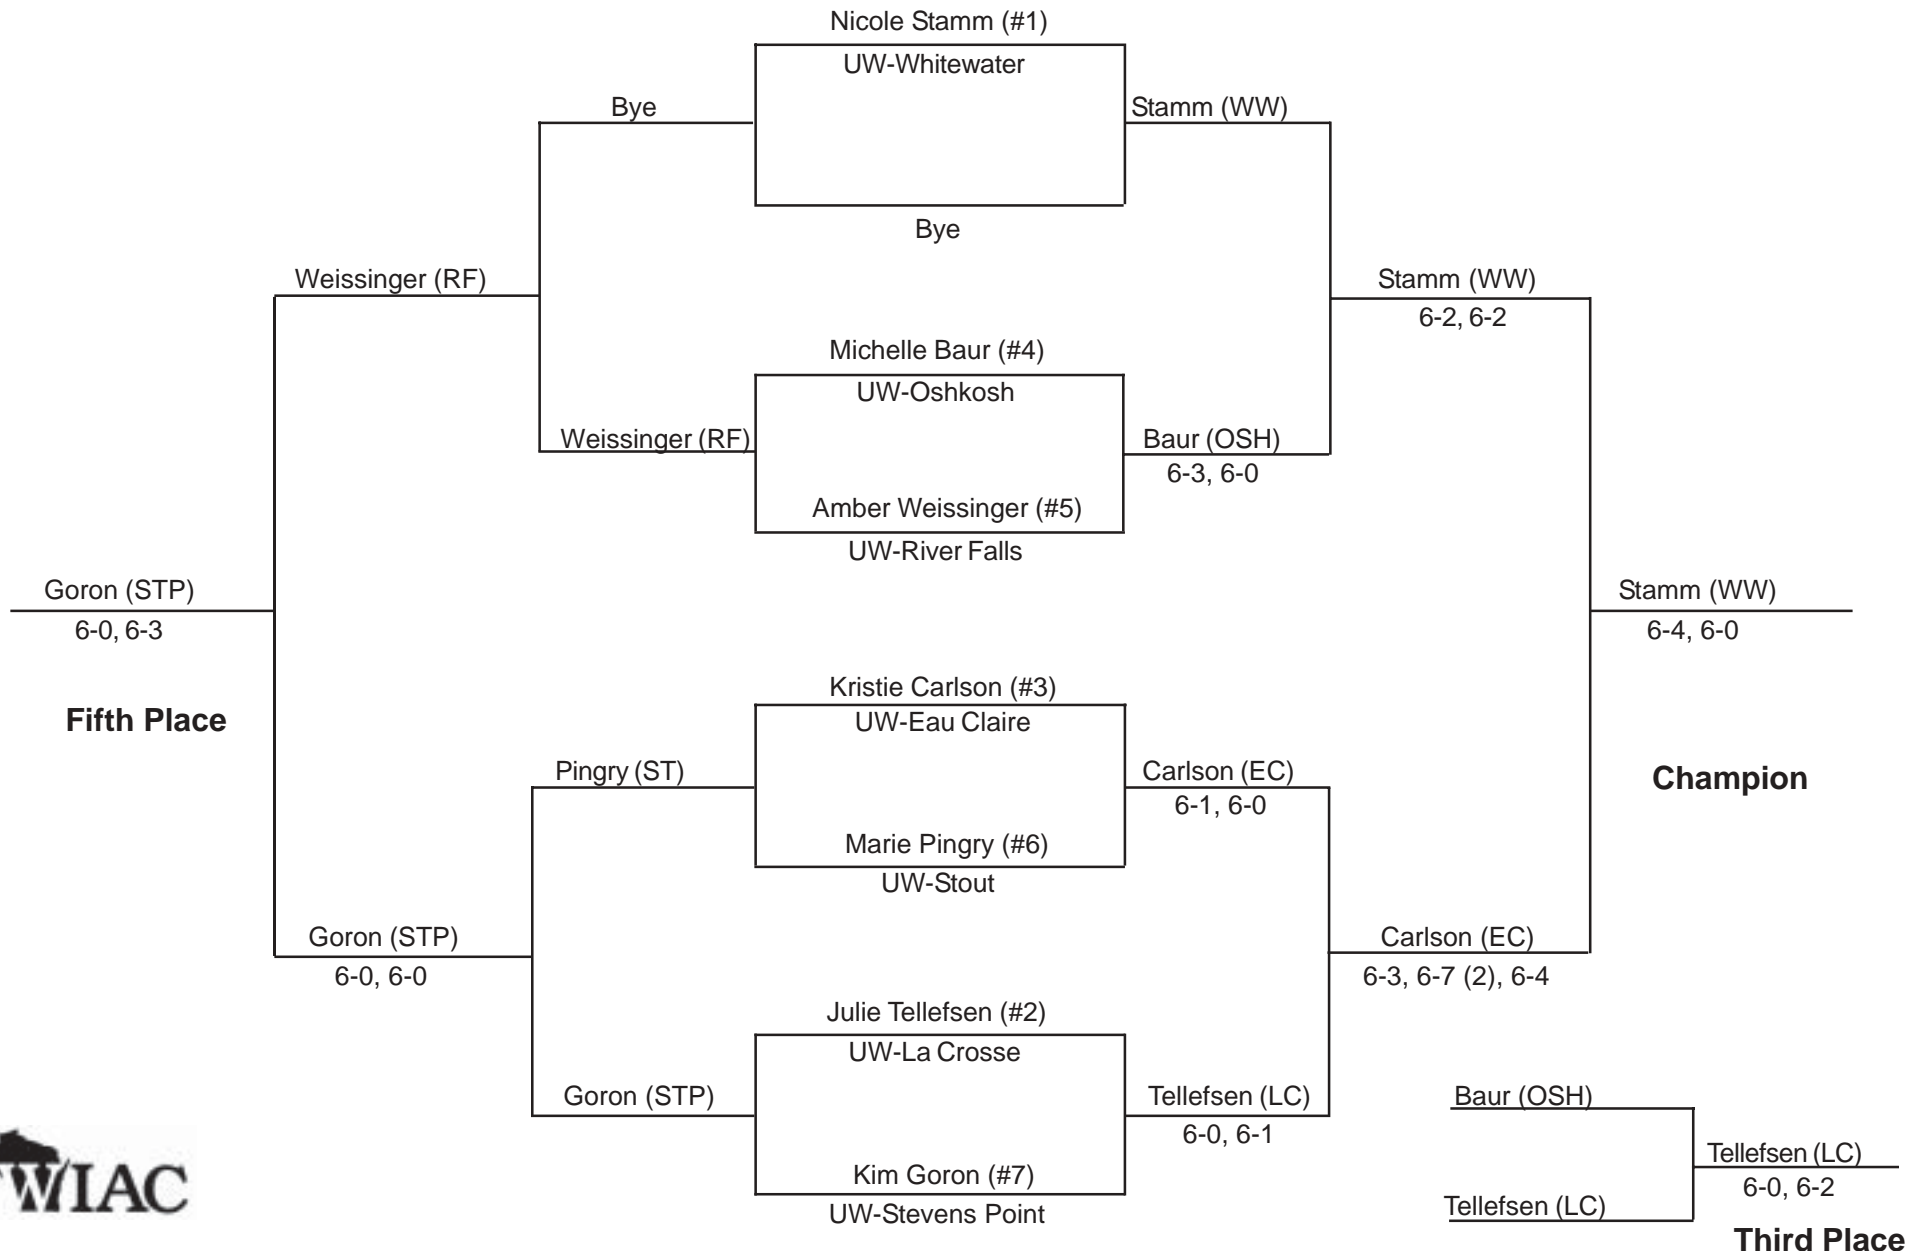 Nicole Stamm (#1)
UW-Whitewater
Bye
Stamm (WW)
Bye
Weissinger (RF)
Stamm (WW)
6-2, 6-2
Michelle Baur (#4)
UW-Oshkosh
Weissinger (RF)
Baur (OSH)
6-3, 6-0
Amber Weissinger (#5)
UW-River Falls
Goron (STP)
6-0, 6-3
Stamm (WW)
6-4, 6-0
Fifth Place
Kristie Carlson (#3)
UW-Eau Claire
Pingry (ST)
Carlson (EC)
6-1, 6-0
Champion
Marie Pingry (#6)
UW-Stout
Goron (STP)
6-0, 6-0
Carlson (EC)
6-3, 6-7 (2), 6-4
Julie Tellefsen (#2)
UW-La Crosse
Goron (STP)
Tellefsen (LC)
6-0, 6-1
Kim Goron (#7)
UW-Stevens Point
Baur (OSH)
Tellefsen (LC)
6-0, 6-2
Tellefsen (LC)
Third Place
WIAC